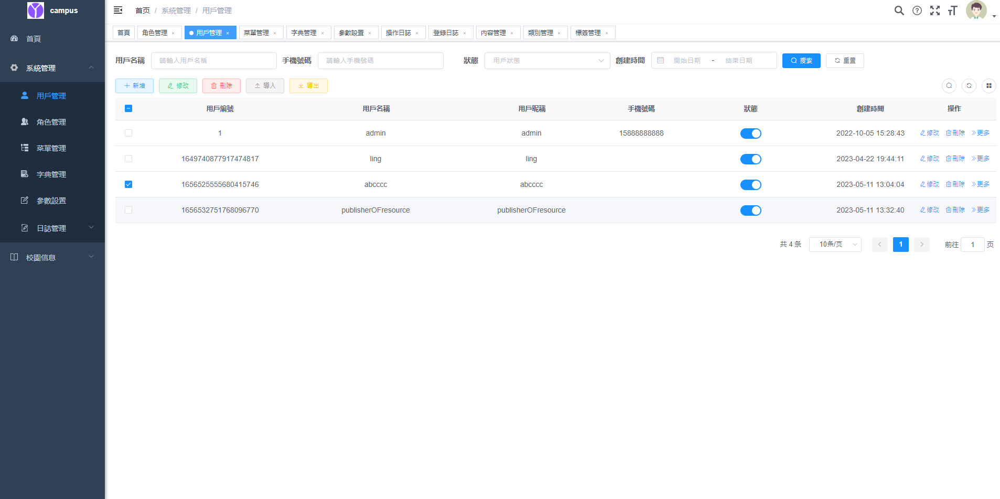 campus
首頁
系統管理
用戶管理
角色管理
菜單管理
字典管理
參數設置
日誌管理
校園信息
首页 / 系統管理 / 用戶管理
首頁 角色管理 × 用戶管理 × 菜單管理 × 字典管理 × 參數設置 × 操作日誌 × 登錄日誌 × 內容管理 × 類別管理 × 標簽管理 ×
用戶名稱 請輸入用戶名稱 手機號碼 請輸入手機號碼 狀態 用戶狀態 創建時間 開始日期 - 結束日期 搜索 重置
新增 修改 刪除 導入 導出
用戶編號 用戶名稱 用戶昵稱 手機號碼 狀態 創建時間 操作
1 admin admin 15888888888 2022-10-05 15:28:43 修改 刪除 更多
1649740877917474817 ling ling 2023-04-22 19:44:11 修改 刪除 更多
1656525555680415746 abcccc abcccc 2023-05-11 13:04:04 修改 刪除 更多
1656532751768096770 publisherOFresource publisherOFresource 2023-05-11 13:32:40 修改 刪除 更多
共 4 条 10条/页 1 前往 1 页